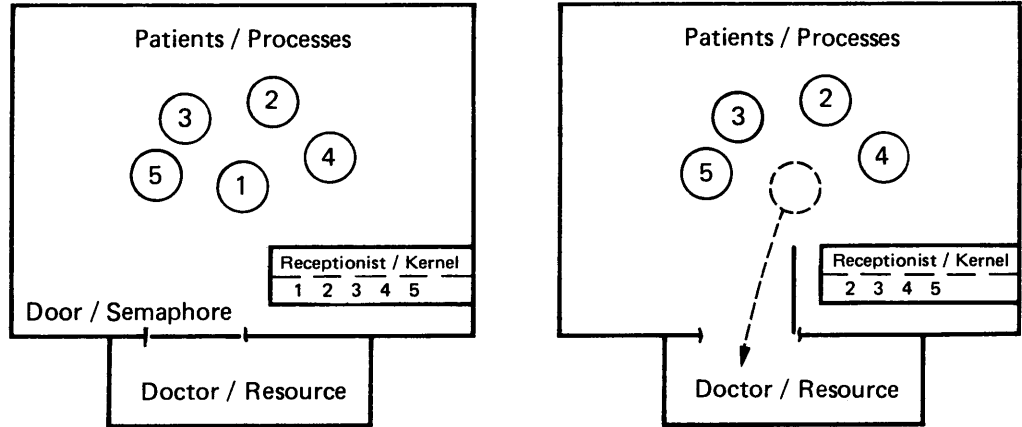 Patients / Processes
2
3
4
5
1
Receptionist / Kernel
1 2 3 4 5
Door / Semaphore
Doctor / Resource
Patients / Processes
2
3
4
5
Receptionist / Kernel
2 3 4 5
Doctor / Resource